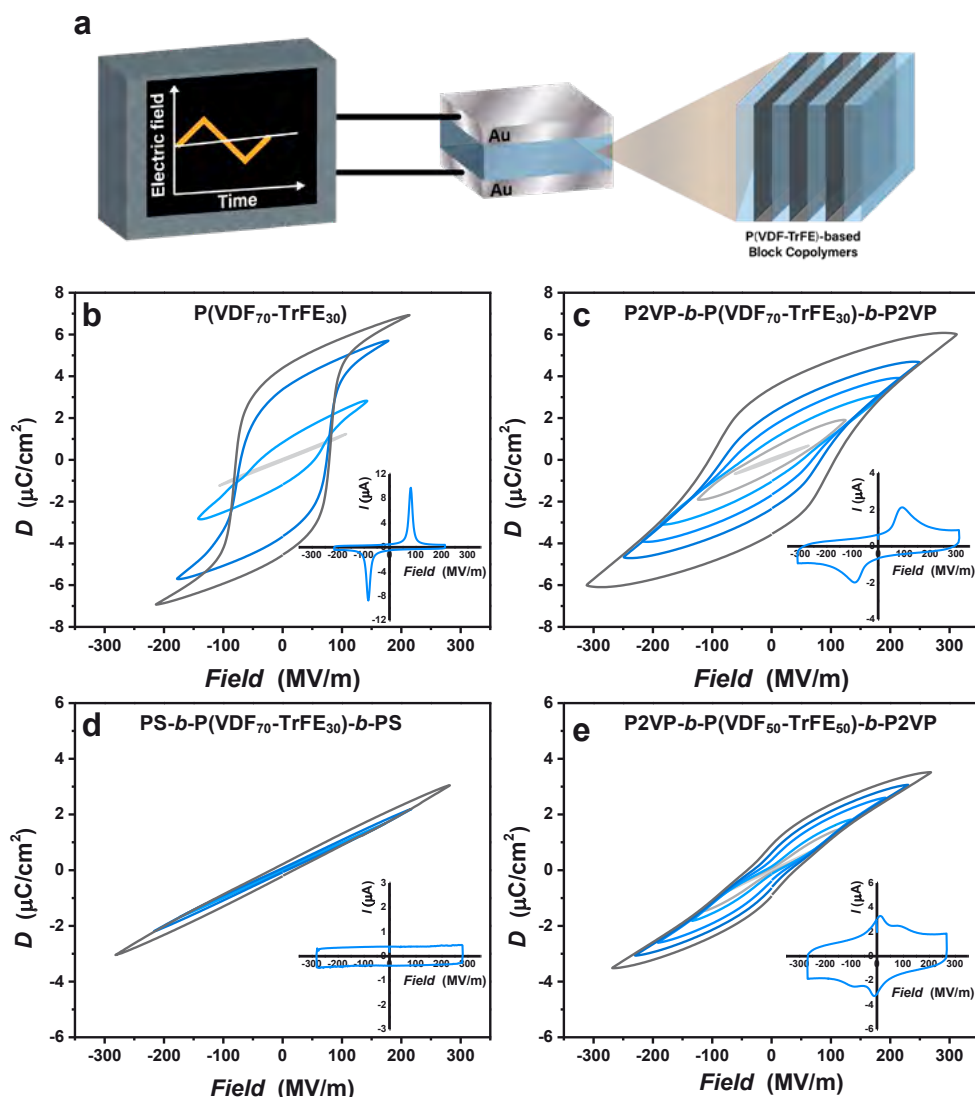 a
Electric field
Time
Au
Au
P(VDF-TrFE)-based
Block Copolymers
b
P(VDF₇₀-TrFE₃₀)
D (μC/cm²)
8
6
4
2
0
-2
-4
-6
-8
-300 -200 -100 0 100 200 300
Field (MV/m)
I (μA)
12
8
4
0
-4
-8
-12
-300 -200 -100 0 100 200 300
Field (MV/m)
c
P2VP-b-P(VDF₇₀-TrFE₃₀)-b-P2VP
D (μC/cm²)
8
6
4
2
0
-2
-4
-6
-8
-300 -200 -100 0 100 200 300
Field (MV/m)
I (μA)
4
2
0
-2
-4
-300 -200 -100 0 100 200 300
Field (MV/m)
d
PS-b-P(VDF₇₀-TrFE₃₀)-b-PS
D (μC/cm²)
6
4
2
0
-2
-4
-6
-300 -200 -100 0 100 200 300
Field (MV/m)
I (μA)
3
2
1
0
-1
-2
-3
-300 -200 -100 0 100 200 300
Field (MV/m)
e
P2VP-b-P(VDF₅₀-TrFE₅₀)-b-P2VP
D (μC/cm²)
6
4
2
0
-2
-4
-6
-300 -200 -100 0 100 200 300
Field (MV/m)
I (μA)
6
4
2
0
-2
-4
-6
-300 -200 -100 0 100 200 300
Field (MV/m)